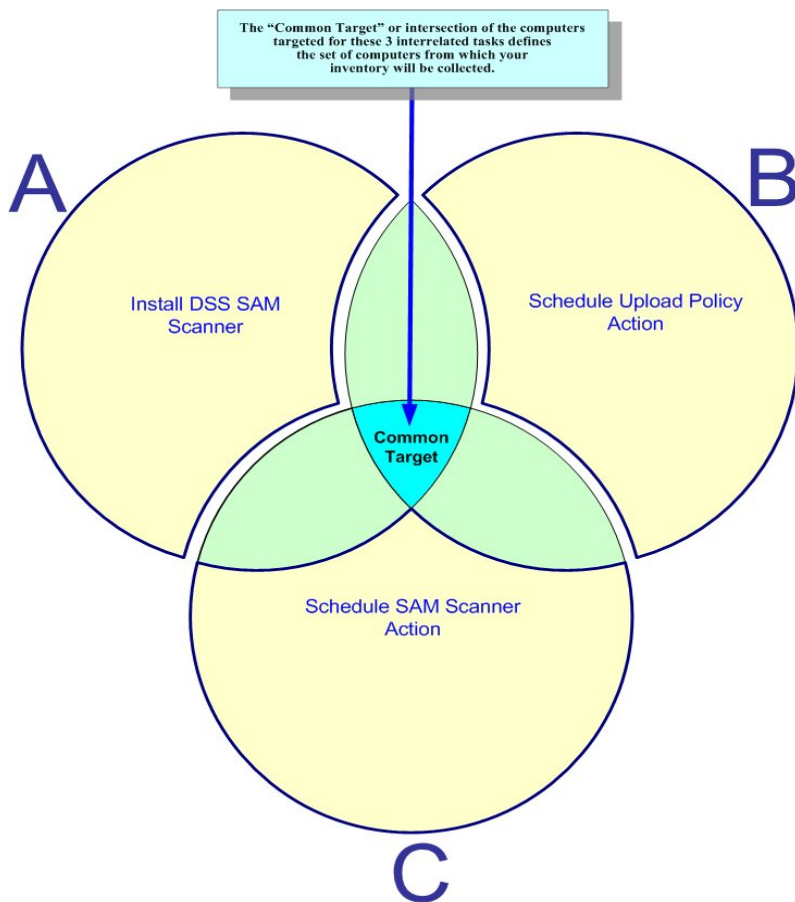 The “Common Target” or intersection of the computers
targeted for these 3 interrelated tasks defines
the set of computers from which your
inventory will be collected.
A
B
Install DSS SAM
Scanner
Schedule Upload Policy
Action
Common
Target
Schedule SAM Scanner
Action
C